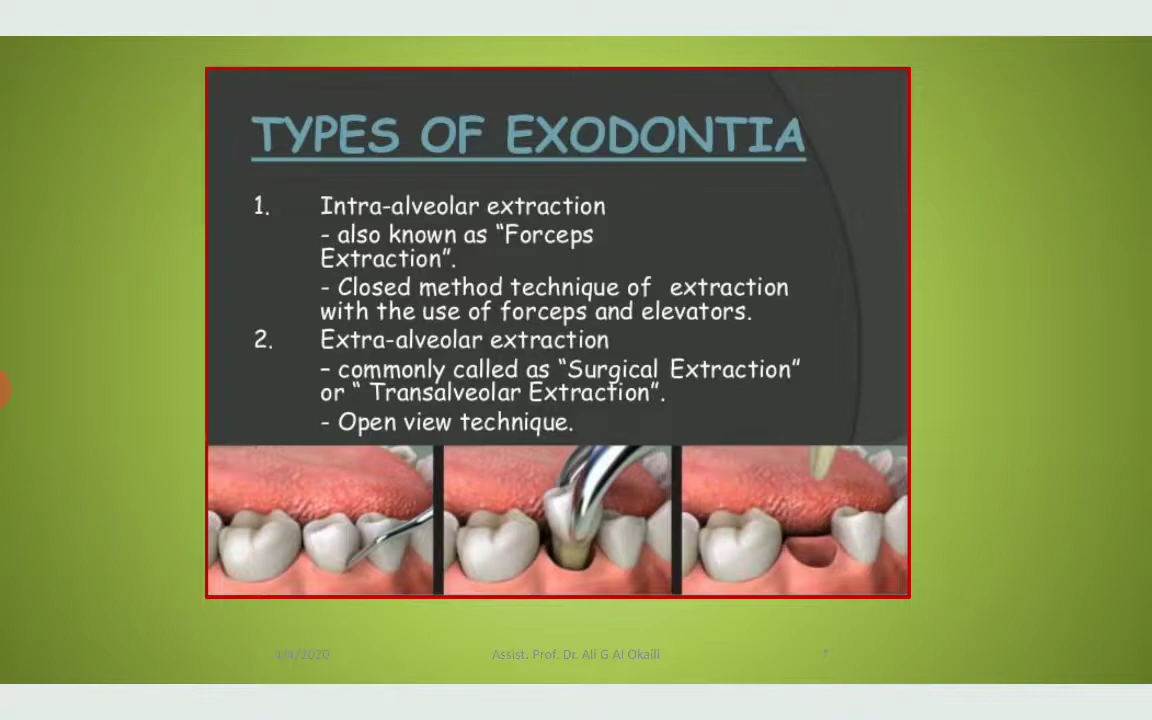 TYPES OF EXODONTIA
1. Intra-alveolar extraction
- also known as “Forceps
Extraction”.
- Closed method technique of extraction
with the use of forceps and elevators.
2. Extra-alveolar extraction
– commonly called as “Surgical Extraction”
or “ Transalveolar Extraction”.
- Open view technique.
Assist. Prof. Dr. Ali G Al Okaili